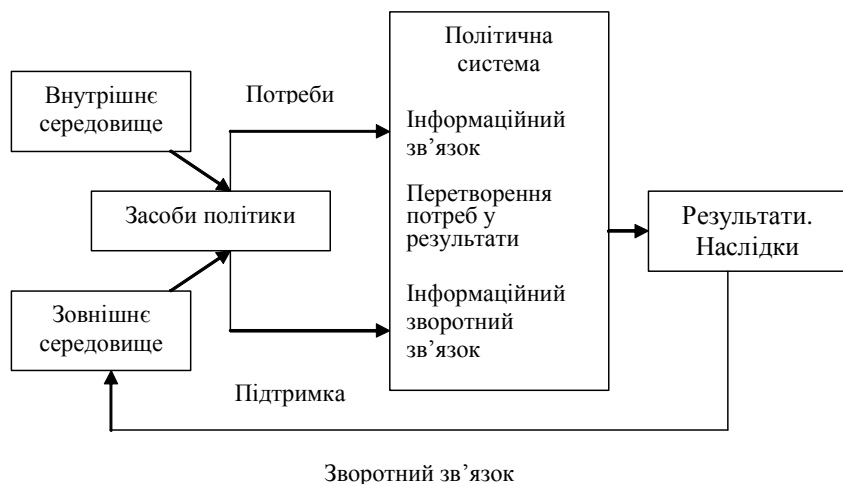 Політична
система
Внутрішнє
середовище
Потреби
Інформаційний
зв’язок
Засоби політики
Перетворення
потреб у
результати
Результати.
Наслідки
Зовнішнє
середовище
Інформаційний
зворотний
зв’язок
Підтримка
Зворотний зв’язок